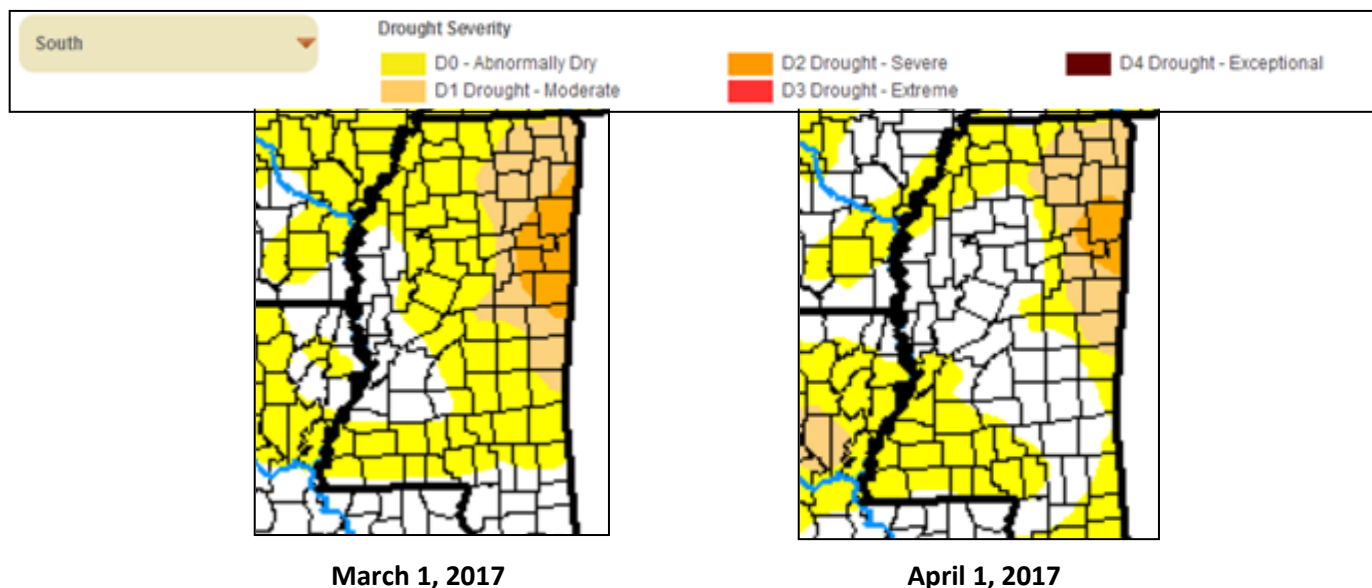 South
Drought Severity
D0 - Abnormally Dry
D2 Drought - Severe
D4 Drought - Exceptional
D1 Drought - Moderate
D3 Drought - Extreme
March 1, 2017
April 1, 2017